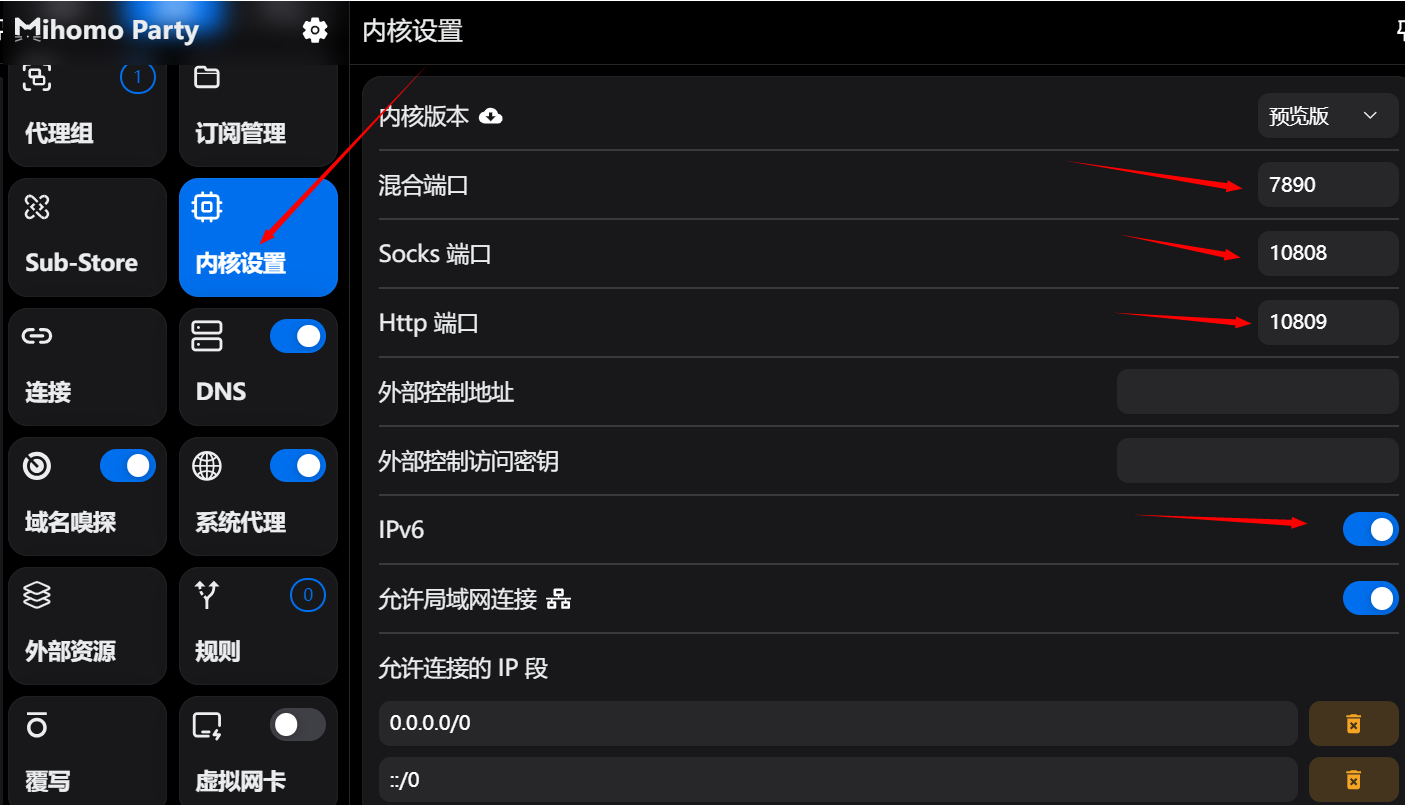 Mihomo Party
1
代理组
订阅管理
Sub-Store
内核设置
连接
DNS
域名嗅探
系统代理
外部资源
0
规则
覆写
虚拟网卡
内核设置
内核版本
预览版
混合端口
7890
Socks 端口
10808
Http 端口
10809
外部控制地址
外部控制访问密钥
IPv6
允许局域网连接
允许连接的 IP 段
0.0.0.0/0
::/0